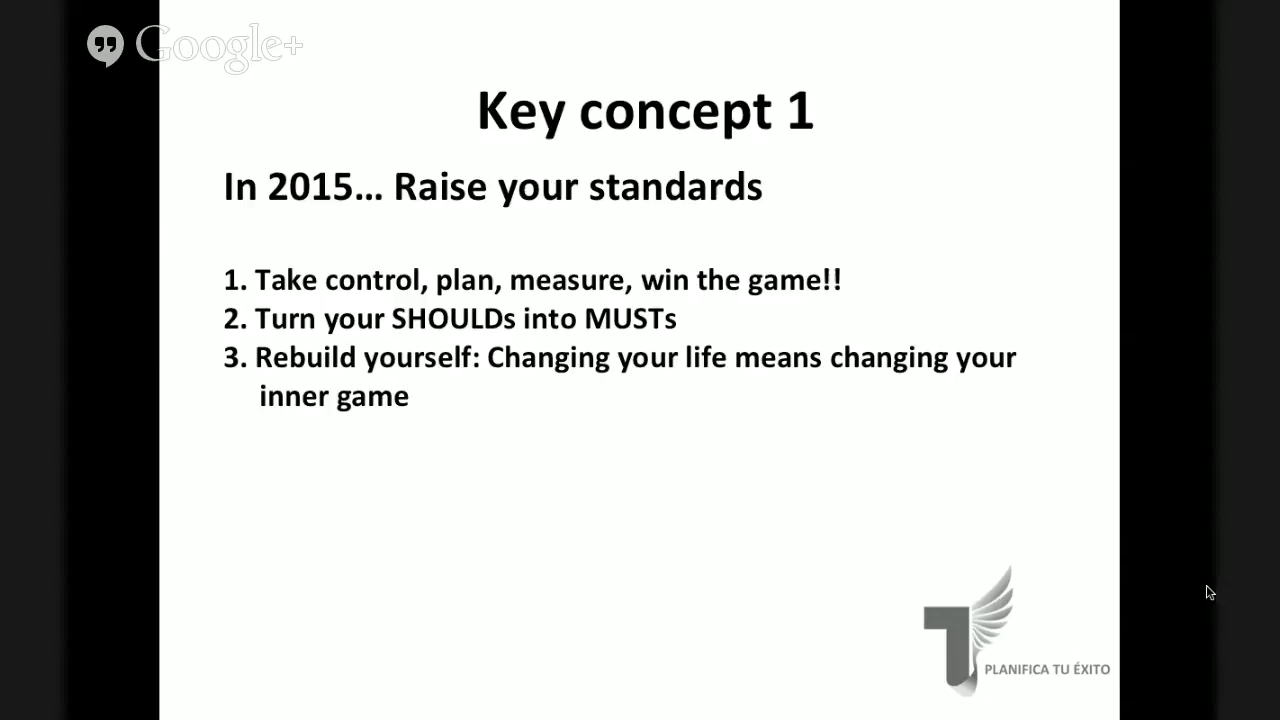 Google+
Key concept 1
In 2015... Raise your standards
1. Take control, plan, measure, win the game!!
2. Turn your SHOULDs into MUSTs
3. Rebuild yourself: Changing your life means changing your
inner game
PLANIFICA TU ÉXITO